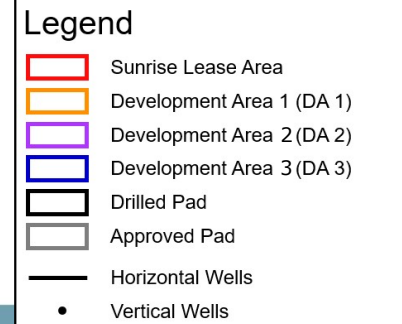 Legend
Sunrise Lease Area
Development Area 1 (DA 1)
Development Area 2 (DA 2)
Development Area 3 (DA 3)
Drilled Pad
Approved Pad
Horizontal Wells
Vertical Wells